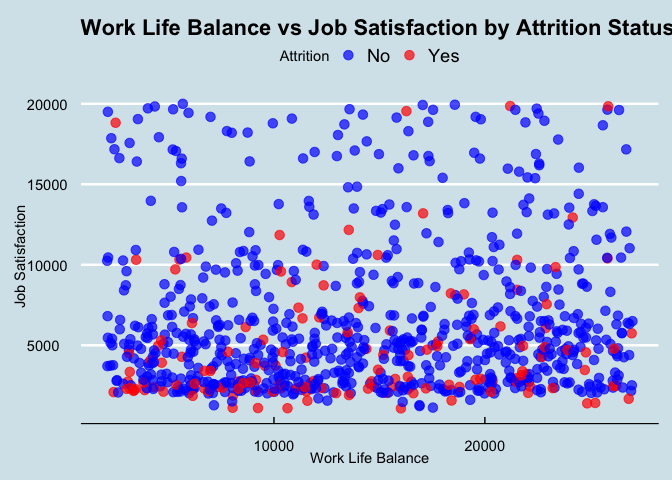 Work Life Balance vs Job Satisfaction by Attrition Status
Attrition No Yes
20000
15000
10000
5000
Job Satisfaction
10000 20000
Work Life Balance